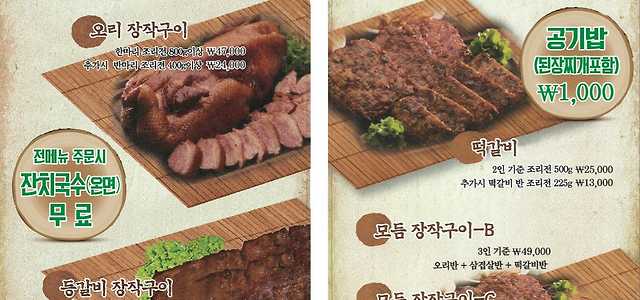 오리 장작구이
한마리 조리전 800g이상 ₩47,000
추가시 반마리 조리전 400g이상 ₩24,000
전메뉴 주문시
잔치국수(온면)
무료
등갈비 장작구이
공기밥
(된장찌개포함)
₩1,000
떡갈비
2인 기준 조리전 500g ₩25,000
추가시 떡갈비 반 조리전 225g ₩13,000
모듬 장작구이-B
3인 기준 ₩49,000
오리반 + 삼겹살반 + 떡갈비반
모듬 장작구이-C